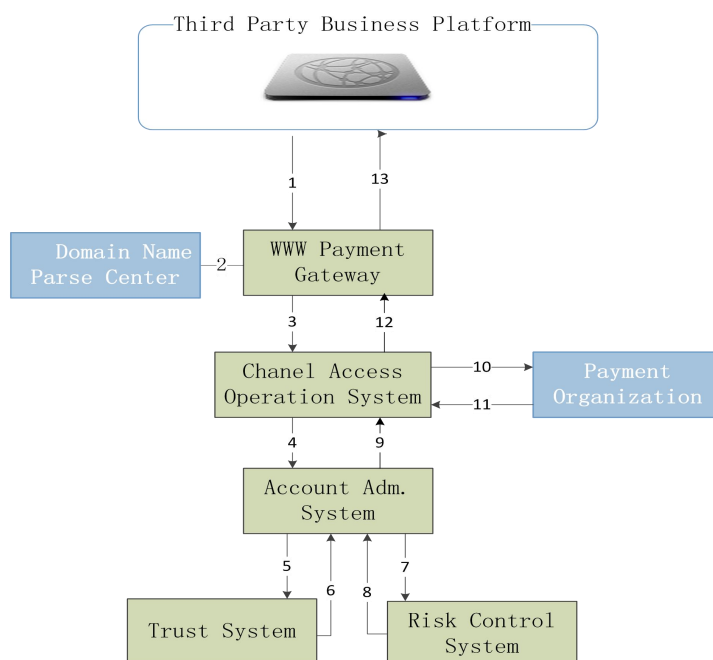 Third Party Business Platform
1
13
Domain Name
Parse Center
2
WWW Payment
Gateway
3
12
Chanel Access
Operation System
10
11
Payment
Organization
4
9
Account Adm.
System
5
6
7
8
Trust System
Risk Control
System